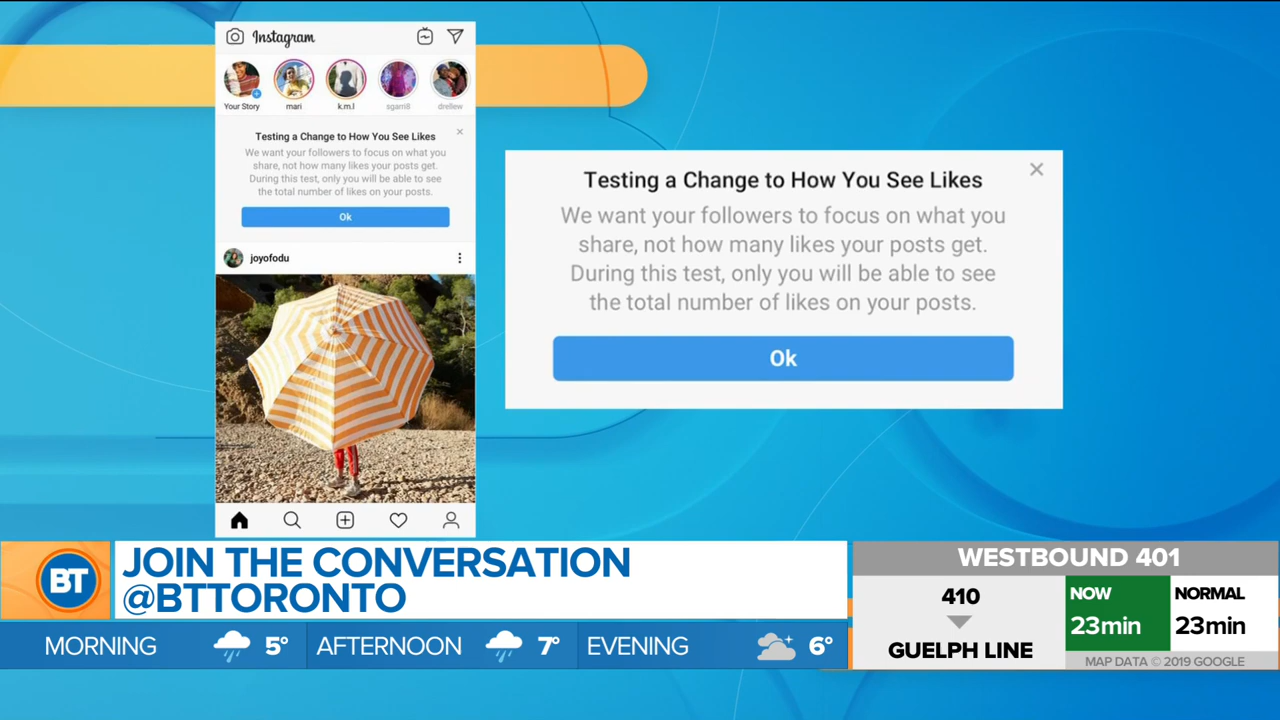 Instagram
Your Story
mari
k.m.l
sgarri8
drellew
Testing a Change to How You See Likes
We want your followers to focus on what you
share, not how many likes your posts get.
During this test, only you will be able to see
the total number of likes on your posts.
Ok
joyofodu
Testing a Change to How You See Likes
We want your followers to focus on what you
share, not how many likes your posts get.
During this test, only you will be able to see
the total number of likes on your posts.
Ok
BT
JOIN THE CONVERSATION
@BTTORONTO
MORNING 5° AFTERNOON 7° EVENING 6°
WESTBOUND 401
410
GUELPH LINE
NOW
23min
NORMAL
23min
MAP DATA © 2019 GOOGLE